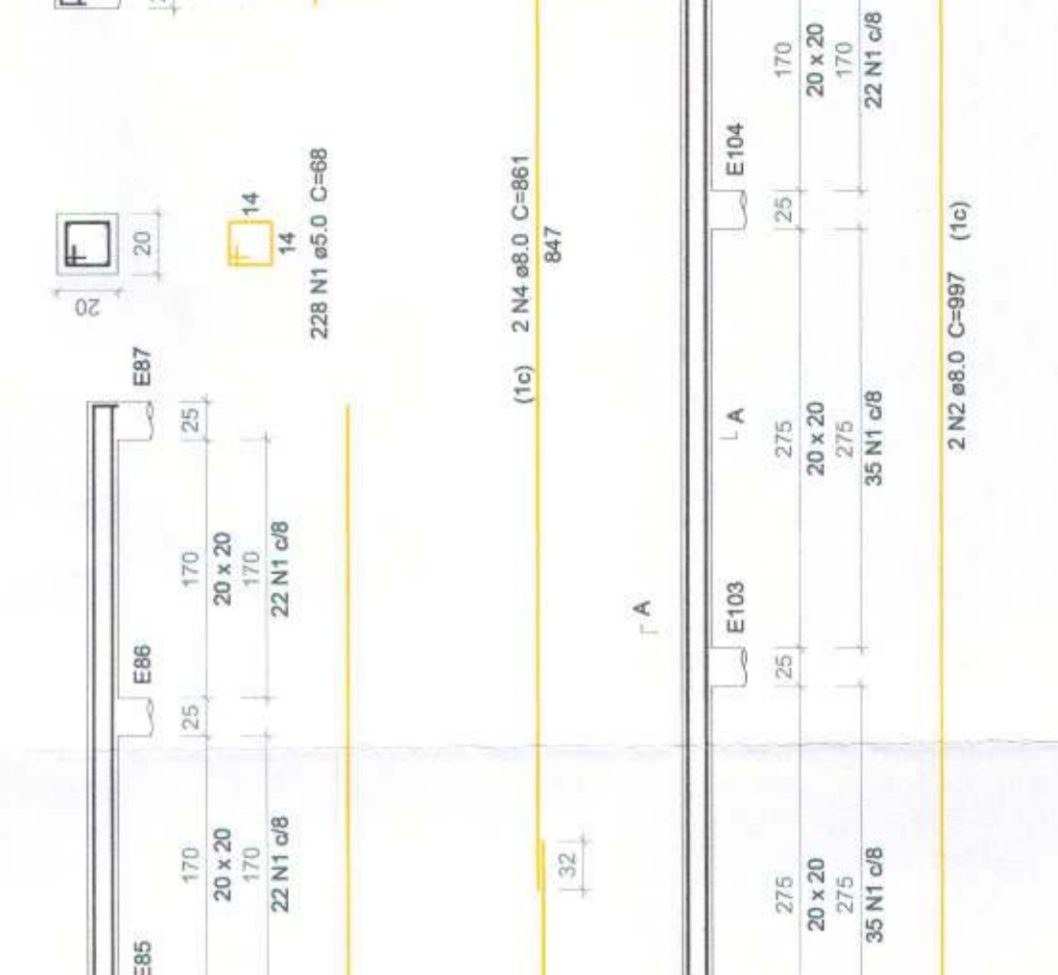 20
20
14
14
228 N1 ø5.0 C=68
E87
25
170
20 x 20
170
22 N1 c/8
E86
25
170
20 x 20
170
22 N1 c/8
E85
(1c) 2 N4 ø8.0 C=861
847
32
A
A
170
20 x 20
170
22 N1 c/8
E104
25
275
20 x 20
275
35 N1 c/8
E103
25
275
20 x 20
275
35 N1 c/8
2 N2 ø8.0 C=997 (1c)